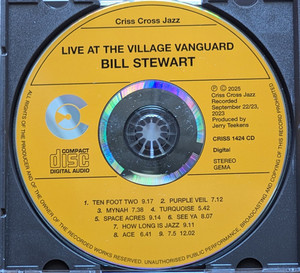 Criss Cross Jazz
LIVE AT THE VILLAGE VANGUARD
BILL STEWART
℗ © 2025
Criss Cross Jazz
Recorded
September 22/23,
2023
Produced by
Jerry Teekens
CRISS 1424 CD
Digital
STEREO
GEMA
COMPACT
disc
DIGITAL AUDIO
1. TEN FOOT TWO 9.17 2. PURPLE VEIL 7.12
3. MYNAH 7.38 4. TURQUOISE 5.42
5. SPACE ACRES 9.14 6. SEE YA 6.07
7. HOW LONG IS JAZZ 9.11
8. ACE 6.41 9. 7.5 12.02
ALL RIGHTS OF THE PRODUCER AND OF THE OWNER OF THE RECORDED WORKS RESERVED. UNAUTHORISED PUBLIC PERFORMANCE, BROADCASTING AND COPYING OF THIS RECORD PROHIBITED.